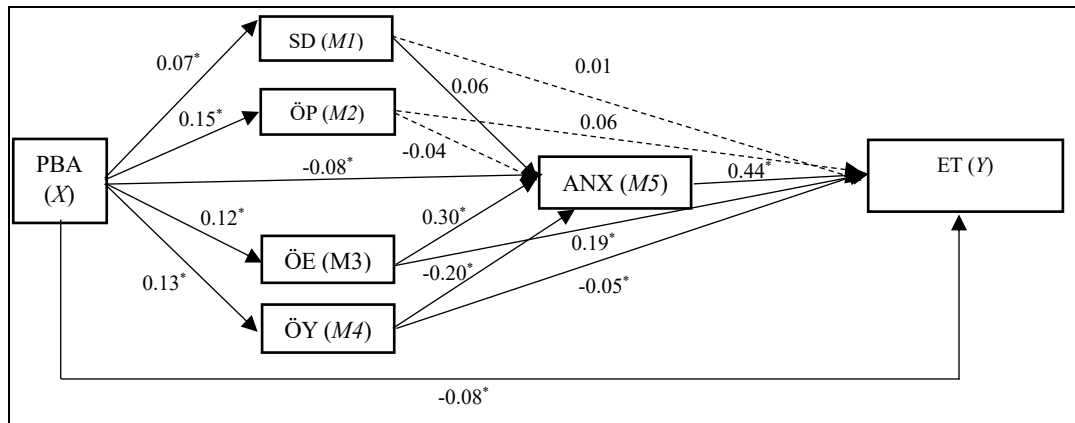 SD (M1)
0.07*
0.01
0.06
ÖP (M2)
0.15*
0.06
-0.04
PBA
(X)
-0.08*
ANX (M5)
0.44*
ET (Y)
0.12*
0.30*
ÖE (M3)
0.19*
-0.20*
0.13*
-0.05*
ÖY (M4)
-0.08*